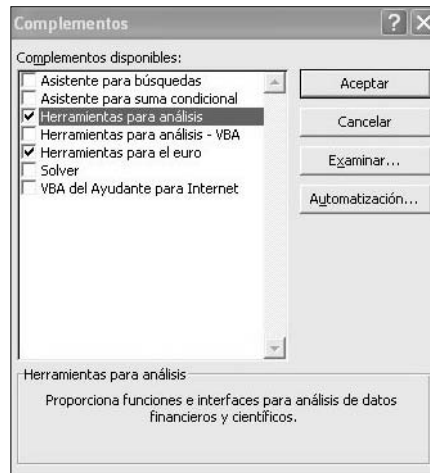 Complementos
Complementos disponibles:
Asistente para búsquedas
Asistente para suma condicional
Herramientas para análisis
Herramientas para análisis - VBA
Herramientas para el euro
Solver
VBA del Ayudante para Internet
Aceptar
Cancelar
Examinar...
Automatización...
Herramientas para análisis
Proporciona funciones e interfaces para análisis de datos
financieros y científicos.